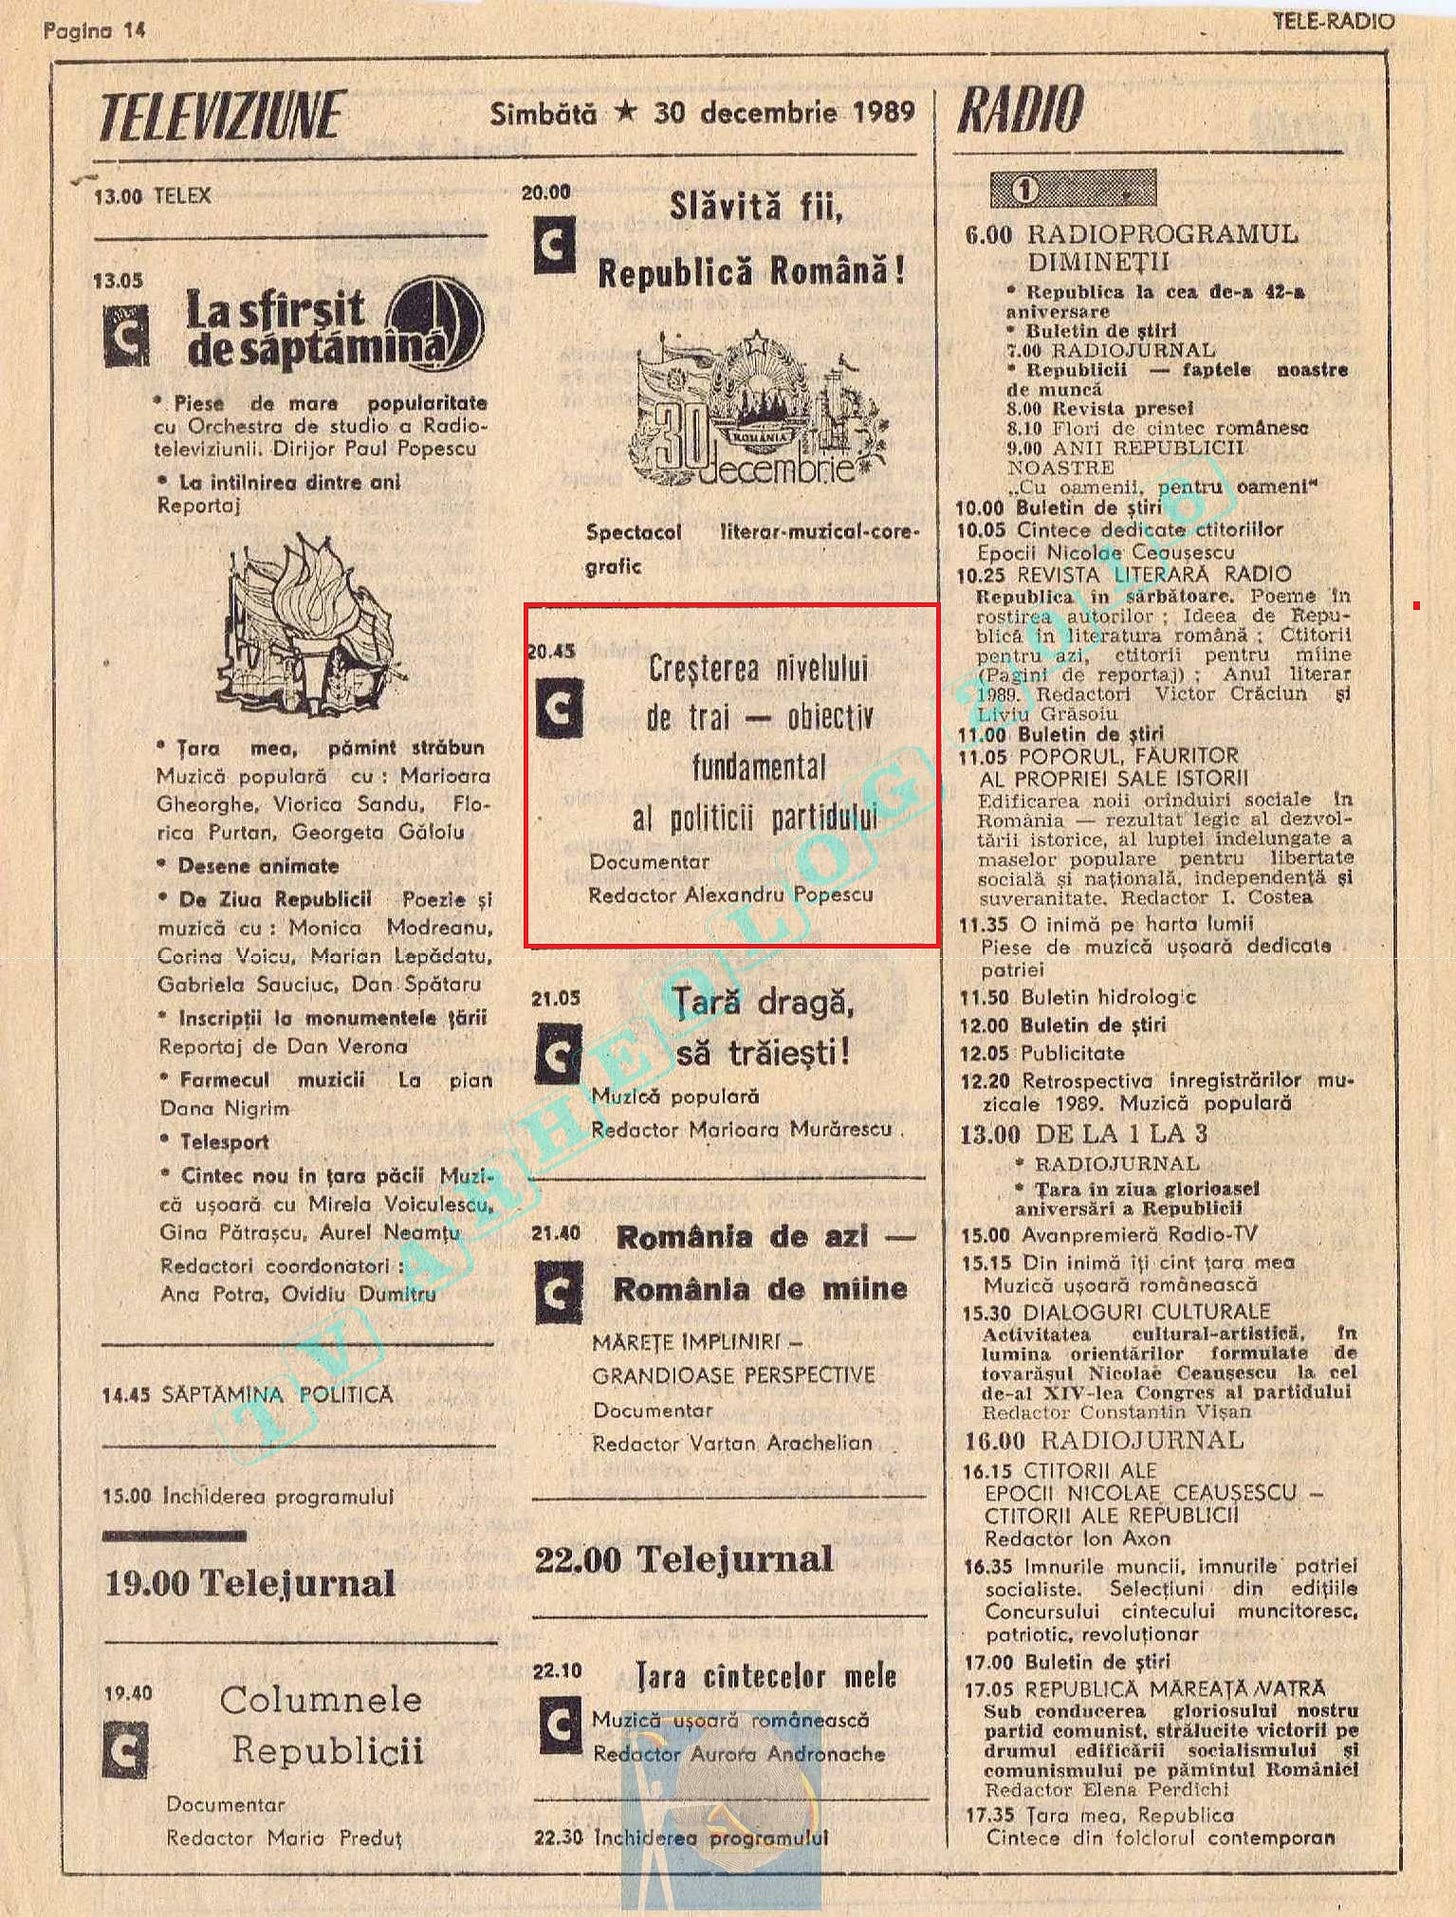 Pagina 14
TELE-RADIO
TELEVIZIUNE
Simbătă ★ 30 decembrie 1989
13.00 TELEX
13.05
C
La sfîrşit
de săptămînă
* Piese de mare popularitate
cu Orchestra de studio a Radio-
televiziunii. Dirijor Paul Popescu
* La intilnirea dintre ani
Reportaj
* Ţara mea, pămint străbun
Muzică populară cu : Marioara
Gheorghe, Viorica Sandu, Flo-
rica Purtan, Georgeta Găloiu
* Desene animate
* De Ziua Republicii Poezie şi
muzică cu : Monica Modreanu,
Corina Voicu, Marian Lepădatu,
Gabriela Sauciuc, Dan Spătaru
* Inscripţii la monumentele ţării
Reportaj de Dan Verona
* Farmecul muzicii La pian
Dana Nigrim
* Telesport
* Cintec nou in ţara păcii Muzi-
că uşoară cu Mirela Voiculescu,
Gina Pătraşcu, Aurel Neamţu
Redactori coordonatori :
Ana Potra, Ovidiu Dumitru
14.45 SĂPTĂMINA POLITICĂ
15.00 Inchiderea programului
19.00 Telejurnal
19.40
C
Columnele
Republicii
Documentar
Redactor Maria Preduţ
20.00
C
Slăvită fii,
Republică Română!
30
ROMÂNIA
decembrie
Spectacol literar-muzical-core-
grafic
20.45
C
Creşterea nivelului
de trai — obiectiv
fundamental
al politicii partidului
Documentar
Redactor Alexandru Popescu
21.05
C
Ţară dragă,
să trăieşti!
Muzică populară
Redactor Marioara Murărescu
21.40
C
România de azi —
România de miine
MĂREŢE IMPLINIRI –
GRANDIOASE PERSPECTIVE
Documentar
Redactor Vartan Arachelian
22.00 Telejurnal
22.10
C
Ţara cîntecelor mele
Muzică uşoară românească
Redactor Aurora Andronache
22.30 Inchiderea programului
RADIO
1
6.00 RADIOPROGRAMUL
DIMINEŢII
* Republica la cea de-a 42-a
aniversare
* Buletin de ştiri
7.00 RADIOJURNAL
* Republicii — faptele noastre
de muncă
8.00 Revista presei
8.10 Flori de cintec românesc
9.00 ANII REPUBLICII
NOASTRE
„Cu oamenii, pentru oameni"
10.00 Buletin de ştiri
10.05 Cintece dedicate ctitoriilor
Epocii Nicolae Ceauşescu
10.25 REVISTA LITERARĂ RADIO
Republica în sărbătoare. Poeme în
rostirea autorilor ; Ideea de Repu-
blică în literatura română ; Ctitorii
pentru azi, ctitorii pentru miine
(Pagini de reportaj) ; Anul literar
1989. Redactori Victor Crăciun şi
Liviu Grăsoiu
11.00 Buletin de ştiri
11.05 POPORUL, FĂURITOR
AL PROPRIEI SALE ISTORII
Edificarea noii orinduiri sociale în
România — rezultat legic al dezvol-
tării istorice, al luptei indelungate a
maselor populare pentru libertate
socială şi naţională, independenţă şi
suveranitate. Redactor I. Costea
11.35 O inimă pe harta lumii
Piese de muzică uşoară dedicate
patriei
11.50 Buletin hidrologic
12.00 Buletin de ştiri
12.05 Publicitate
12.20 Retrospectiva inregistrărilor mu-
zicale 1989. Muzică populară
13.00 DE LA 1 LA 3
* RADIOJURNAL
* Ţara în ziua glorioasei
aniversări a Republicii
15.00 Avanpremieră Radio-TV
15.15 Din inimă iţi cint ţara mea
Muzică uşoară românească
15.30 DIALOGURI CULTURALE
Activitatea cultural-artistică, în
lumina orientărilor formulate de
tovarăşul Nicolae Ceauşescu la cel
de-al XIV-lea Congres al partidului
Redactor Constantin Vişan
16.00 RADIOJURNAL
16.15 CTITORII ALE
EPOCII NICOLAE CEAUŞESCU –
CTITORII ALE REPUBLICII
Redactor Ion Axon
16.35 Imnurile muncii, imnurile patriei
socialiste. Selecţiuni din ediţiile
Concursului cintecului muncitoresc,
patriotic, revoluţionar
17.00 Buletin de ştiri
17.05 REPUBLICĂ MĂREAŢĂ VATRĂ
Sub conducerea gloriosului nostru
partid comunist, strălucite victorii pe
drumul edificării socialismului şi
comunismului pe pămîntul României
Redactor Elena Perdichi
17.35 Ţara mea, Republica
Cintece din folclorul contemporan
TV ARHEOLOG 2016